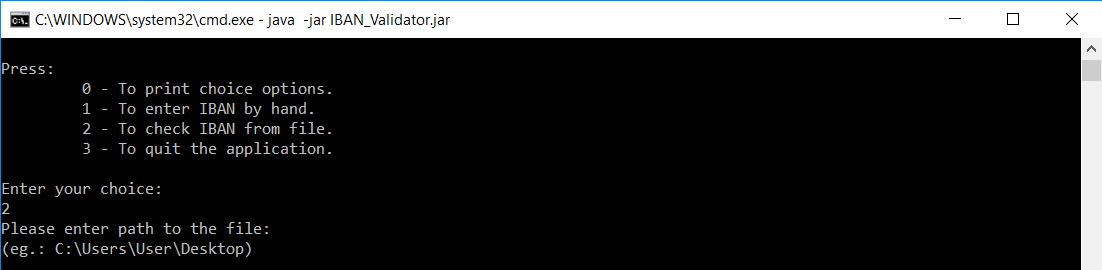 C:\WINDOWS\system32\cmd.exe - java  -jar IBAN_Validator.jar
Press:
0 - To print choice options.
1 - To enter IBAN by hand.
2 - To check IBAN from file.
3 - To quit the application.
Enter your choice:
2
Please enter path to the file:
(eg.: C:\Users\User\Desktop)